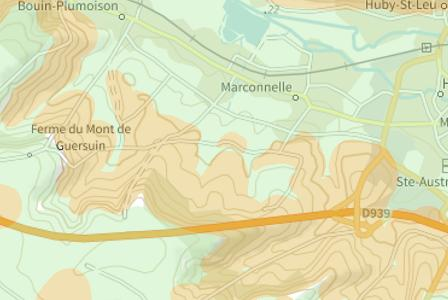 Bouin-Plumoison
Huby-St-Leu
22
Marconnelle
Ferme du Mont de
Guersuin
Ste-Austr
D939